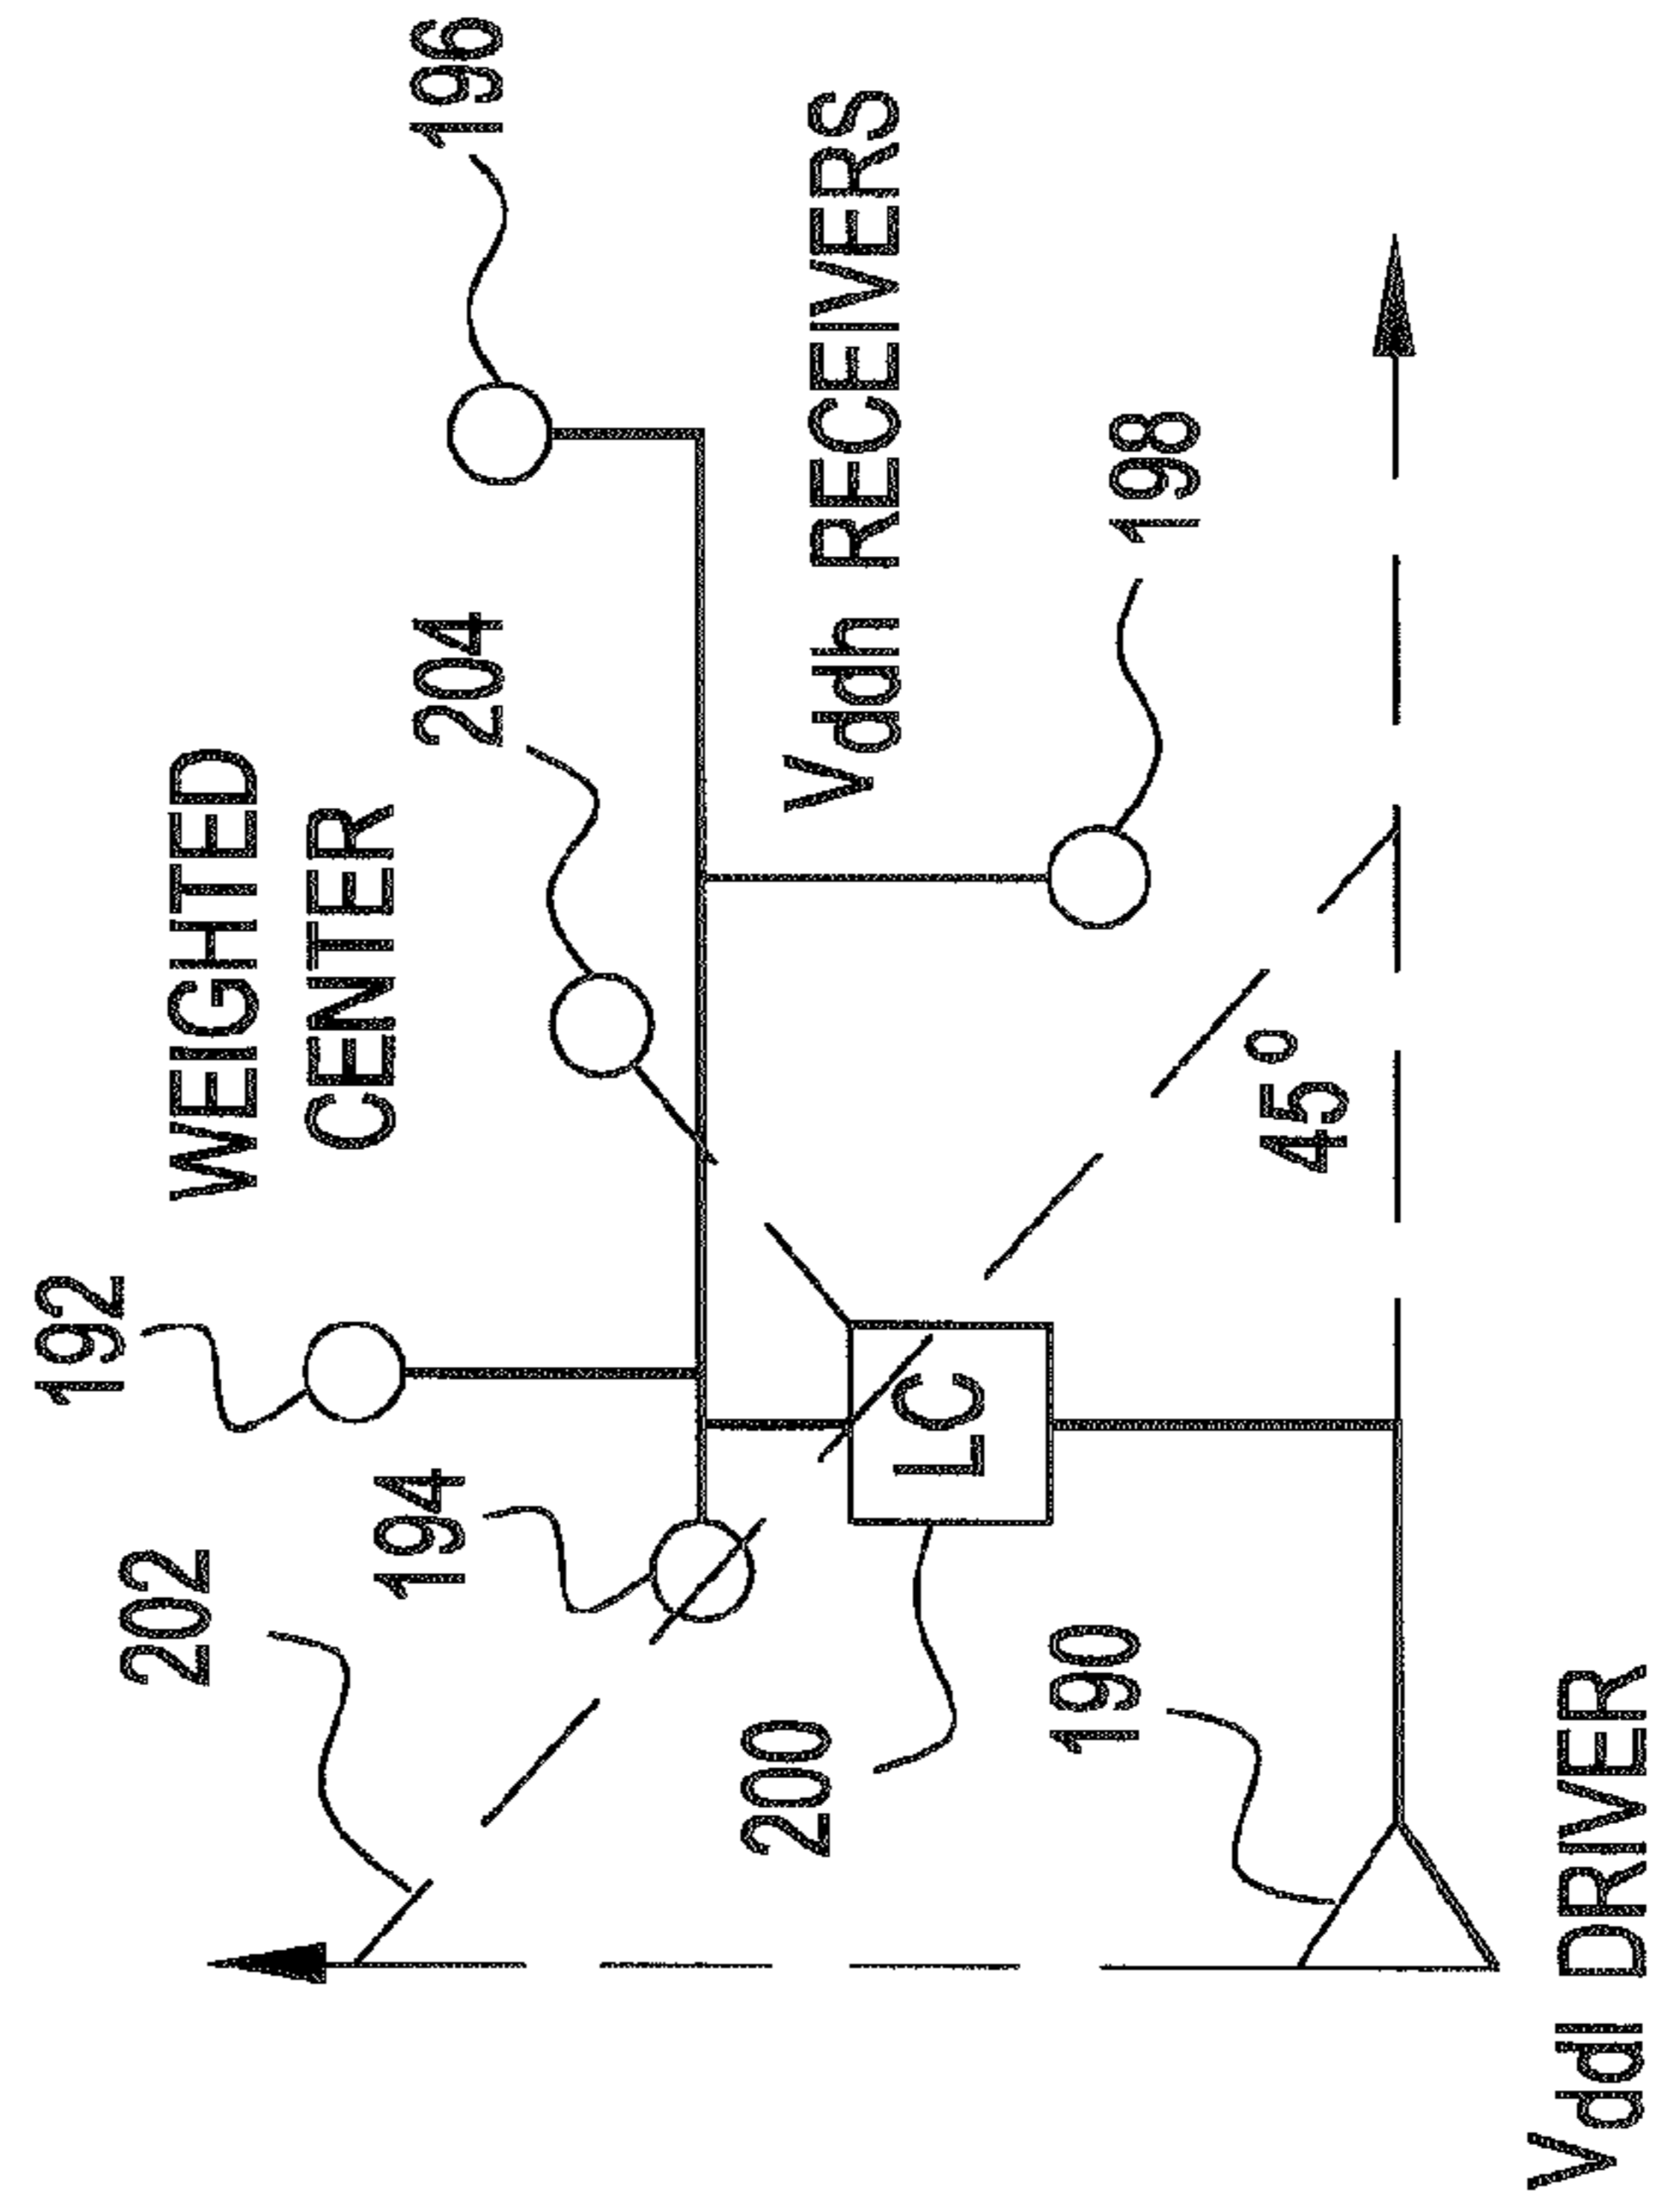 192
WEIGHTED
CENTER
202
194
204
196
200
LC
Vddh RECEIVERS
190
198
45°
Vddl DRIVER